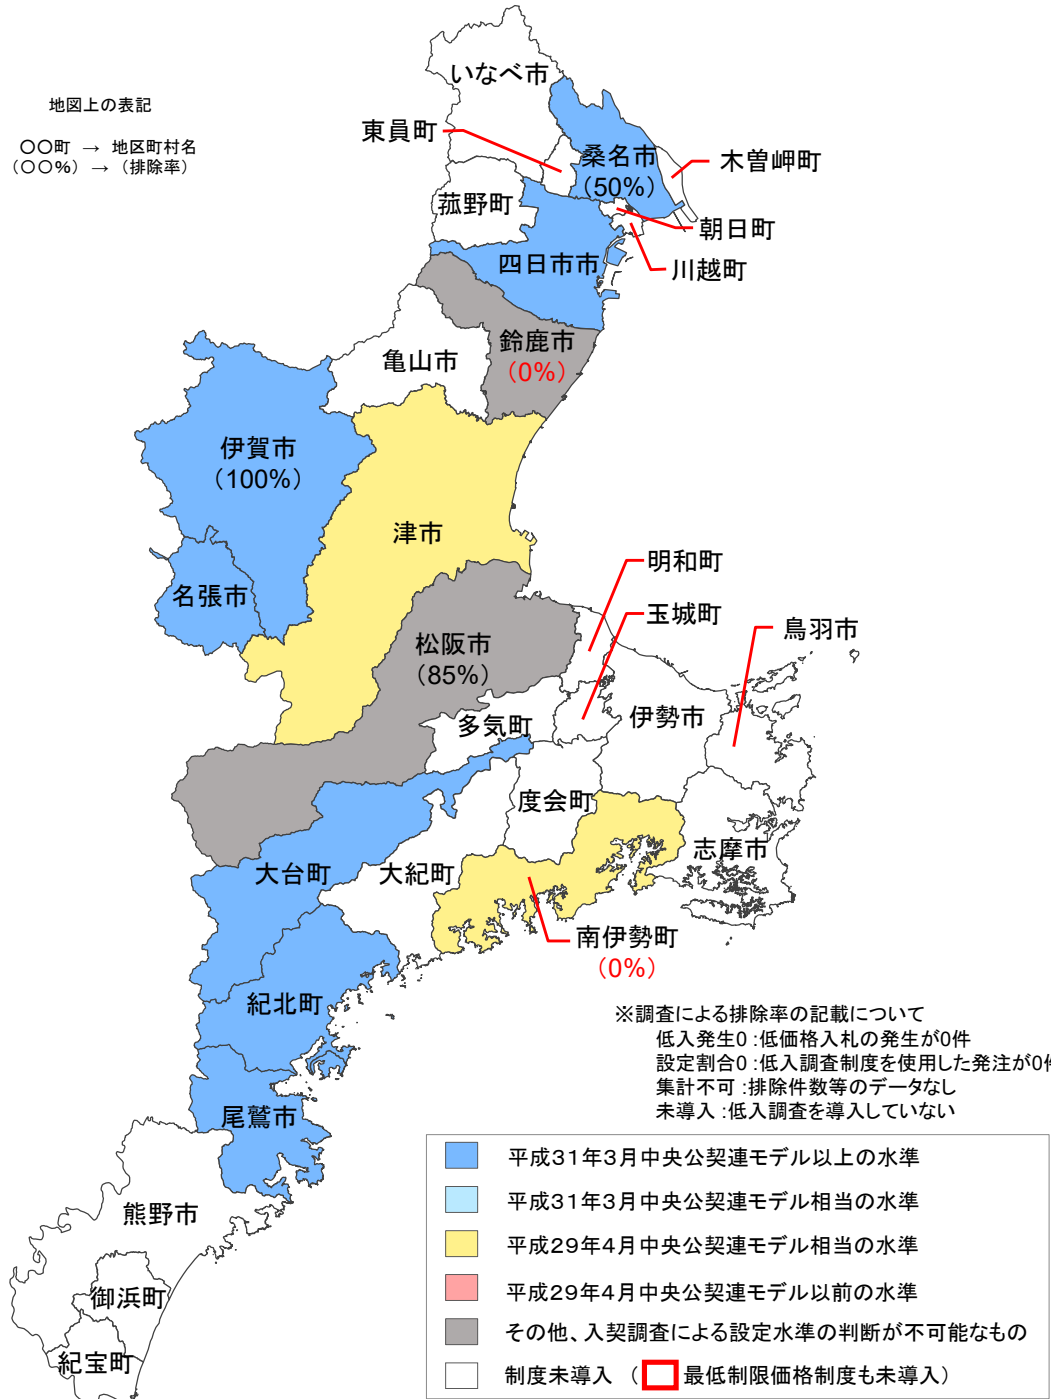 地図上の表記
〇〇町 → 地区町村名
(〇〇%) → (排除率)
いなべ市
東員町
桑名市
(50%)
木曽岬町
菰野町
朝日町
四日市市
川越町
鈴鹿市
(0%)
亀山市
伊賀市
(100%)
津市
明和町
名張市
玉城町
鳥羽市
松阪市
(85%)
伊勢市
多気町
度会町
志摩市
大台町
大紀町
南伊勢町
(0%)
紀北町
※調査による排除率の記載について
低入発生0:低価格入札の発生が0件
設定割合0:低入調査制度を使用した発注が0件
集計不可:排除件数等のデータなし
未導入:低入調査を導入していない
尾鷲市
熊野市
御浜町
紀宝町
平成31年3月中央公契連モデル以上の水準
平成31年3月中央公契連モデル相当の水準
平成29年4月中央公契連モデル相当の水準
平成29年4月中央公契連モデル以前の水準
その他、入契調査による設定水準の判断が不可能なもの
制度未導入 ( 最低制限価格制度も未導入)